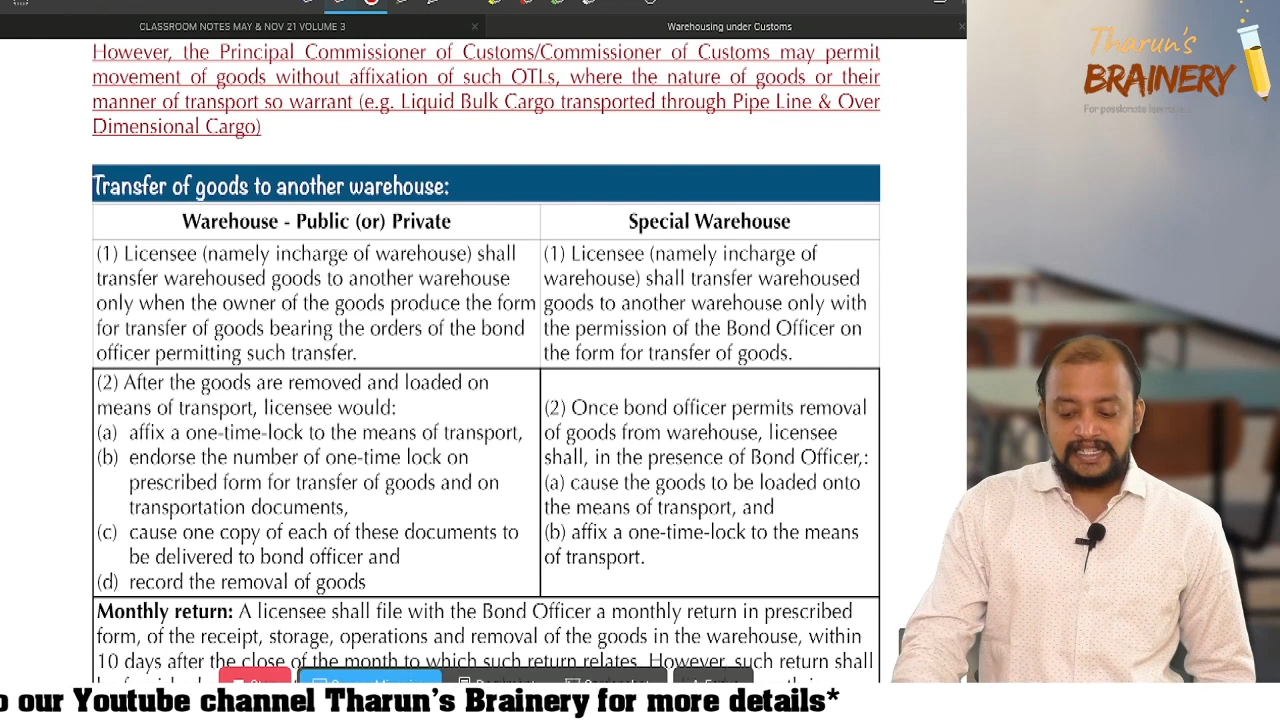 CLASSROOM NOTES MAY & NOV 21 VOLUME 3
Warehousing under Customs
However, the Principal Commissioner of Customs/Commissioner of Customs may permit
movement of goods without affixation of such OTLs, where the nature of goods or their
manner of transport so warrant (e.g. Liquid Bulk Cargo transported through Pipe Line & Over
Dimensional Cargo)
Tharun's
BRAINERY
Transfer of goods to another warehouse:
Warehouse - Public (or) Private
(1) Licensee (namely incharge of warehouse) shall
transfer warehoused goods to another warehouse
only when the owner of the goods produce the form
for transfer of goods bearing the orders of the bond
officer permitting such transfer.
Special Warehouse
(1) Licensee (namely incharge of
warehouse) shall transfer warehoused
goods to another warehouse only with
the permission of the Bond Officer on
the form for transfer of goods.
(2) After the goods are removed and loaded on
means of transport, licensee would:
(a) affix a one-time-lock to the means of transport,
(b) endorse the number of one-time lock on
prescribed form for transfer of goods and on
transportation documents,
(c) cause one copy of each of these documents to
be delivered to bond officer and
(d) record the removal of goods
(2) Once bond officer permits removal
of goods from warehouse, licensee
shall, in the presence of Bond Officer,:
(a) cause the goods to be loaded onto
the means of transport, and
(b) affix a one-time-lock to the means
of transport.
Monthly return: A licensee shall file with the Bond Officer a monthly return in prescribed
form, of the receipt, storage, operations and removal of the goods in the warehouse, within
10 days after the close of the month to which such return relates. However, such return shall
o our Youtube channel Tharun's Brainery for more details*